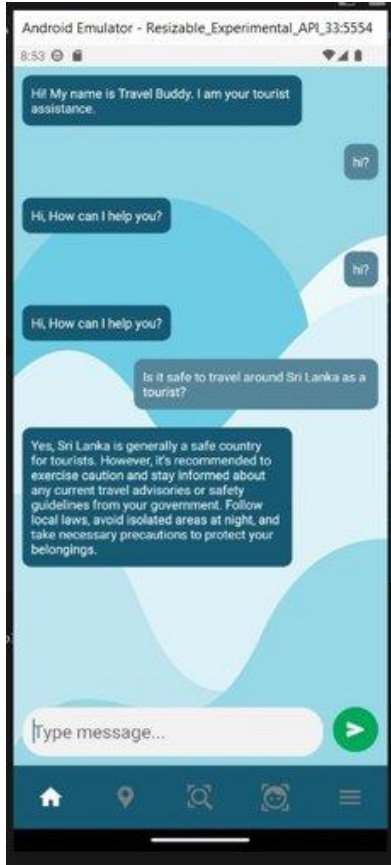 Android Emulator - Resizable_Experimental_API_33:5554
8:53
Hi! My name is Travel Buddy. I am your tourist
assistance.
hi?
Hi, How can I help you?
hi?
Hi, How can I help you?
Is it safe to travel around Sri Lanka as a
tourist?
Yes, Sri Lanka is generally a safe country
for tourists. However, it's recommended to
exercise caution and stay informed about
any current travel advisories or safety
guidelines from your government. Follow
local laws, avoid isolated areas at night, and
take necessary precautions to protect your
belongings.
Type message...